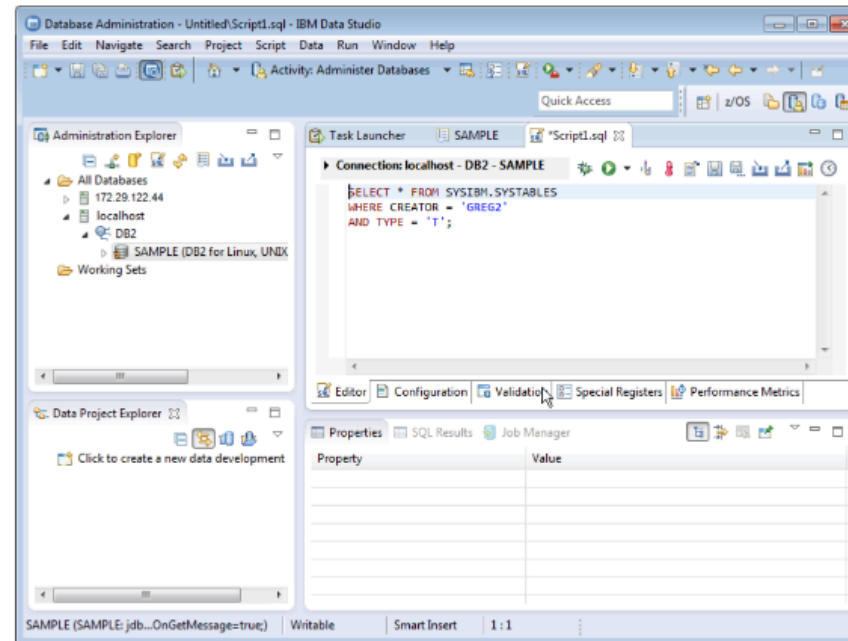 Database Administration - Untitled\Script1.sql - IBM Data Studio
File Edit Navigate Search Project Script Data Run Window Help
Activity: Administer Databases
Quick Access
z/OS
Administration Explorer
All Databases
172.29.122.44
localhost
DB2
SAMPLE (DB2 for Linux, UNIX
Working Sets
Task Launcher SAMPLE *Script1.sql
Connection: localhost - DB2 - SAMPLE
SELECT * FROM SYSIBM.SYSTABLES
WHERE CREATOR = 'GREG2'
AND TYPE = 'T';
Editor Configuration Validation Special Registers Performance Metrics
Data Project Explorer
Click to create a new data development
Properties SQL Results Job Manager
Property Value
SAMPLE (SAMPLE: jdb...OnGetMessage=true;) Writable Smart Insert 1:1